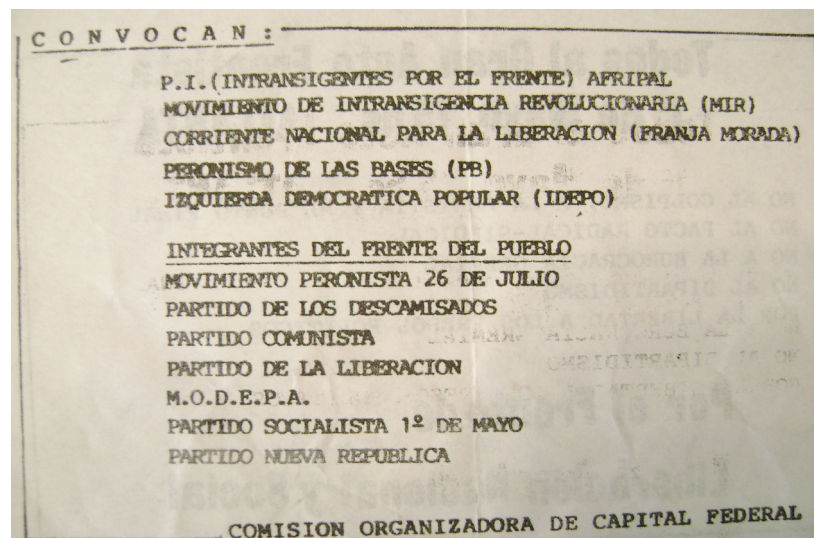 CONVOCAN:
P.I.(INTRANSIGENTES POR EL FRENTE) AFRIPAL
MOVIMIENTO DE INTRANSIGENCIA REVOLUCIONARIA (MIR)
CORRIENTE NACIONAL PARA LA LIBERACION (FRANJA MORADA)
PERONISMO DE LAS BASES (PB)
IZQUIERDA DEMOCRATICA POPULAR (IDEPO)
INTEGRANTES DEL FRENTE DEL PUEBLO
MOVIMIENTO PERONISTA 26 DE JULIO
PARTIDO DE LOS DESCAMISADOS
PARTIDO COMUNISTA
PARTIDO DE LA LIBERACION
M.O.D.E.P.A.
PARTIDO SOCIALISTA 1º DE MAYO
PARTIDO NUEVA REPUBLICA
COMISION ORGANIZADORA DE CAPITAL FEDERAL